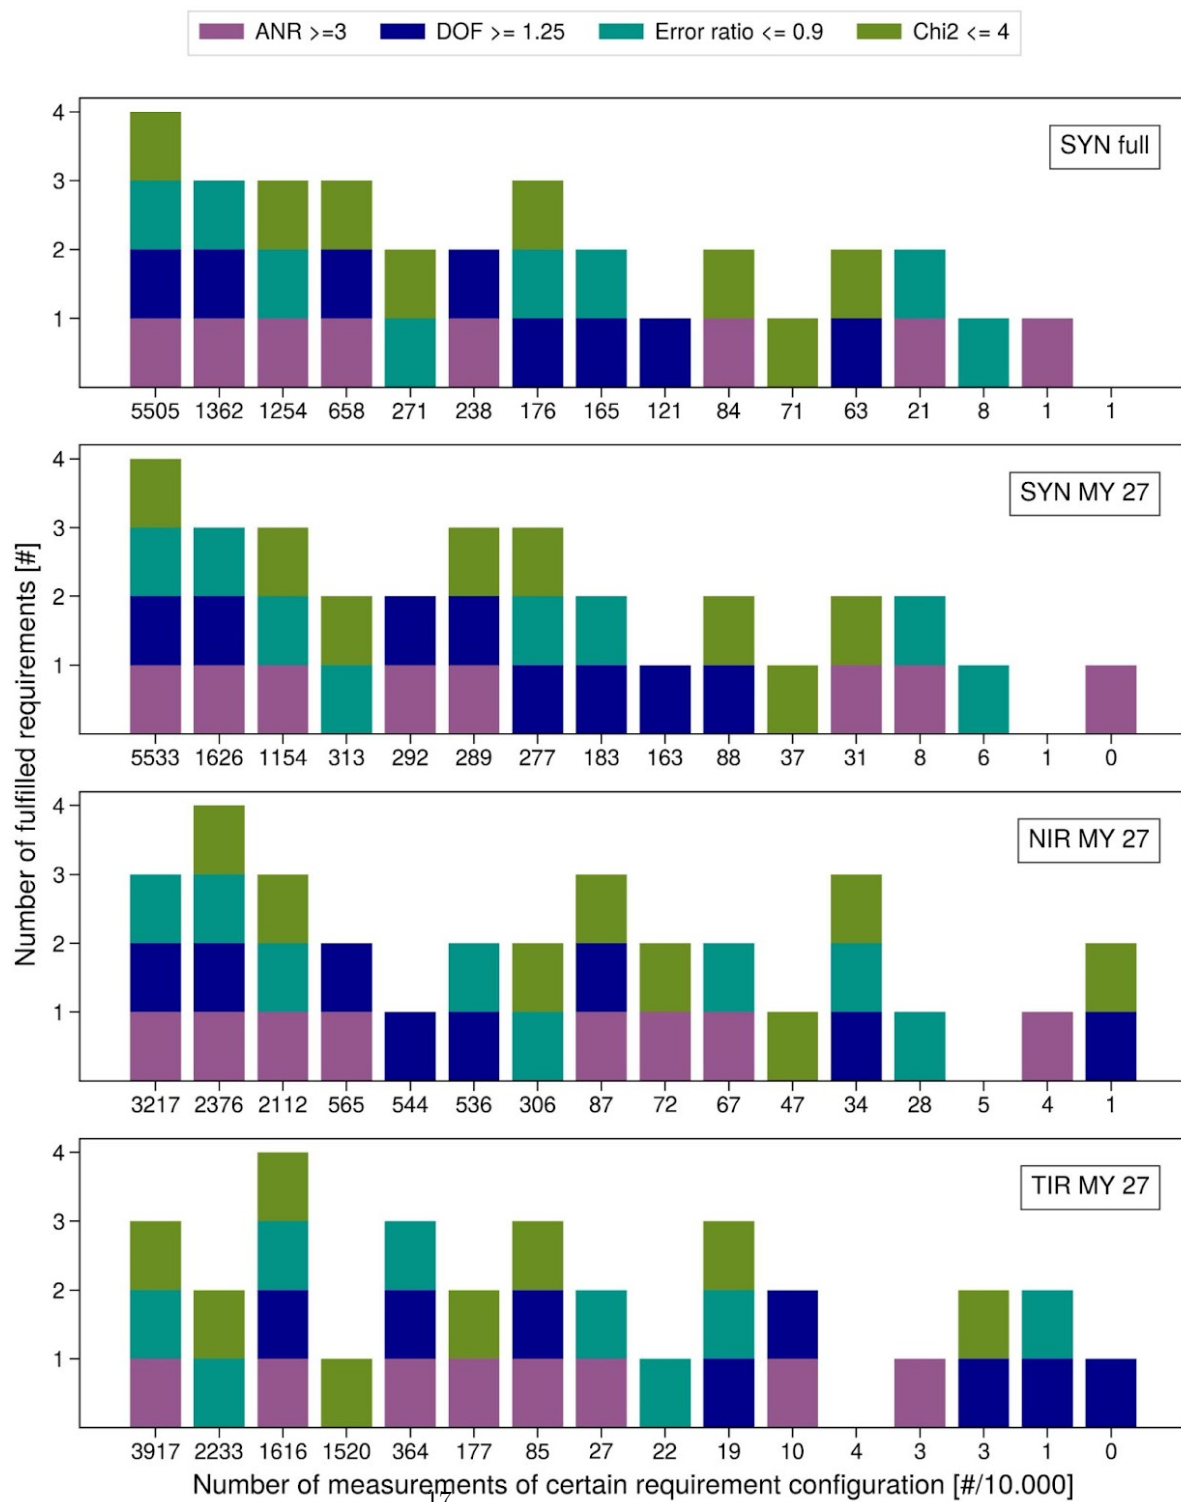 ANR >=3 DOF >= 1.25 Error ratio <= 0.9 Chi2 <= 4
SYN full
4
3
2
1
5505 1362 1254 658 271 238 176 165 121 84 71 63 21 8 1 1
SYN MY 27
4
3
2
1
5533 1626 1154 313 292 289 277 183 163 88 37 31 8 6 1 0
NIR MY 27
4
3
2
1
3217 2376 2112 565 544 536 306 87 72 67 47 34 28 5 4 1
TIR MY 27
4
3
2
1
3917 2233 1616 1520 364 177 85 27 22 19 10 4 3 3 1 0
Number of fulfilled requirements [#]
Number of measurements of certain requirement configuration [#/10.000]
17